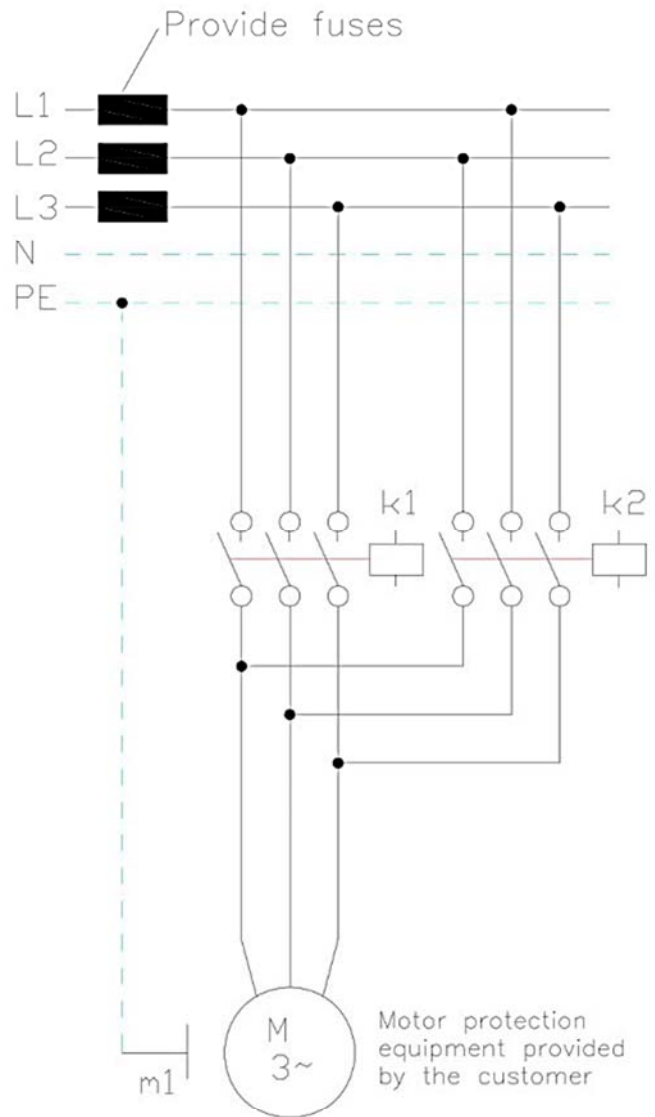 Provide fuses
L1
L2
L3
N
PE
k1
k2
M
3~
m1
Motor protection
equipment provided
by the customer